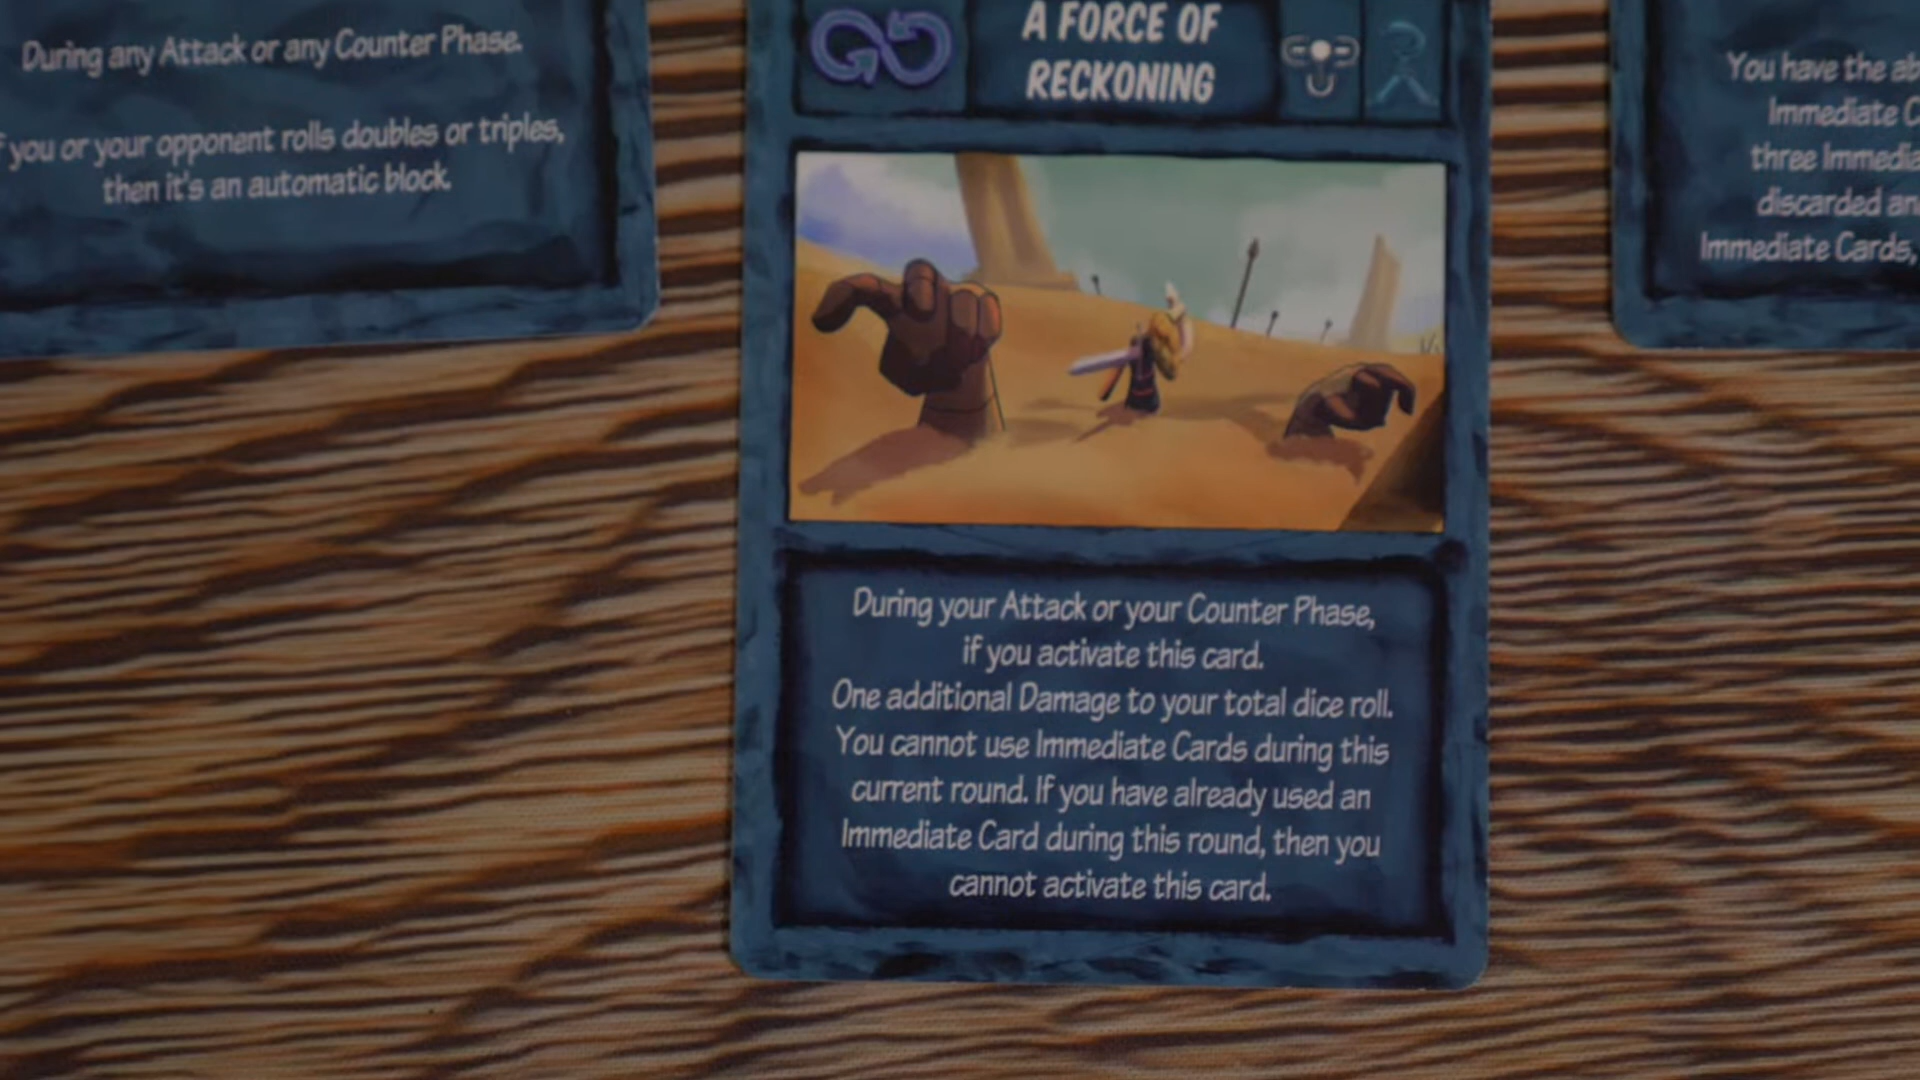 During any Attack or any Counter Phase.
you or your opponent rolls doubles or triples,
then it's an automatic block.
A FORCE OF
RECKONING
During your Attack or your Counter Phase,
if you activate this card.
One additional Damage to your total dice roll.
You cannot use Immediate Cards during this
current round. If you have already used an
Immediate Card during this round, then you
cannot activate this card.
You have the
Immediate
three
discarded
Immediate Cards,